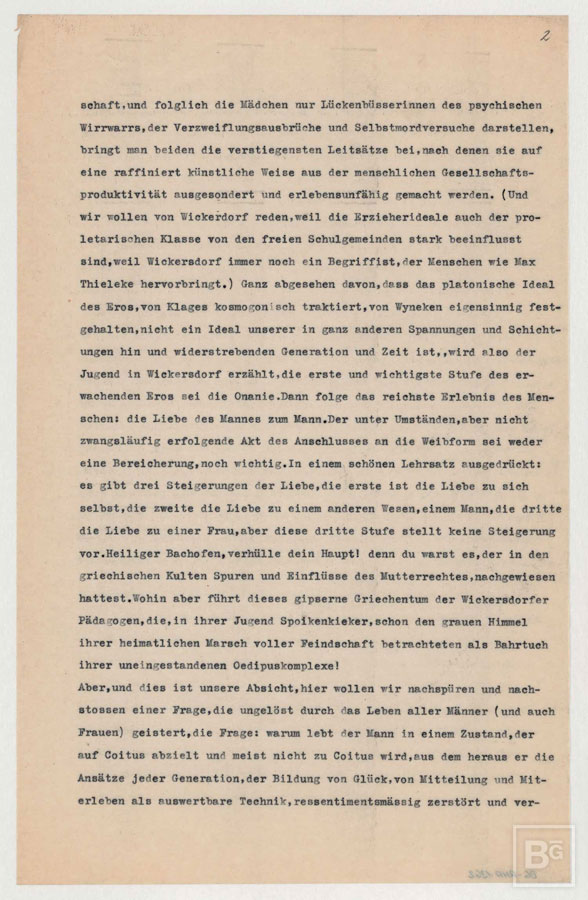 2
schaft,und folglich die Mädchen nur Lückenbüsserinnen des psychischen
Wirrwarrs,der Verzweiflungsausbrüche und Selbstmordversuche darstellen,
bringt man beiden die verstiegensten Leitsätze bei,nach denen sie auf
eine raffiniert künstliche Weise aus der menschlichen Gesellschafts-
produktivität ausgesondert und erlebensunfähig gemacht werden. (Und
wir wollen von Wickerdorf reden,weil die Erzieherideale auch der pro-
letarischen Klasse von den freien Schulgemeinden stark beeinflusst
sind,weil Wickersdorf immer noch ein Begriffist,der Menschen wie Max
Thieleke hervorbringt.) Ganz abgesehen davon,dass das platonische Ideal
des Eros,von Klages kosmogonisch traktiert,von Wyneken eigensinnig fest-
gehalten,nicht ein Ideal unserer in ganz anderen Spannungen und Schicht-
ungen hin und widerstrebenden Generation und Zeit ist,,wird also der
Jugend in Wickersdorf erzählt,die erste und wichtigste Stufe des er-
wachenden Eros sei die Onanie.Dann folge das reichste Erlebnis des Men-
schen: die Liebe des Mannes zum Mann.Der unter Umständen,aber nicht
zwangsläufig erfolgende Akt des Anschlusses an die Weibform sei weder
eine Bereicherung,noch wichtig.In einem schönen Lehrsatz ausgedrückt:
es gibt drei Steigerungen der Liebe,die erste ist die Liebe zu sich
selbst,die zweite die Liebe zu einem anderen Wesen,einem Mann,die dritte
die Liebe zu einer Frau,aber diese dritte Stufe stellt keine Steigerung
vor.Heiliger Bachofen,verhülle dein Haupt! denn du warst es,der in den
griechischen Kulten Spuren und Einflüsse des Mutterrechtes,nachgewiesen
hattest.Wohin aber führt dieses gipserne Griechentum der Wickersdorfer
Pädagogen,die,in ihrer Jugend Spoikenkieker,schon den grauen Himmel
ihrer heimatlichen Marsch voller Feindschaft betrachteten als Bahrtuch
ihrer uneingestandenen Oedipuskomplexe!
Aber,und dies ist unsere Absicht,hier wollen wir nachspüren und nach-
stossen einer Frage,die ungelöst durch das Leben aller Männer (und auch
Frauen) geistert,die Frage: warum lebt der Mann in einem Zustand,der
auf Coitus abzielt und meist nicht zu Coitus wird,aus dem heraus er die
Ansätze jeder Generation,der Bildung von Glück,von Mitteilung und Mit-
erleben als auswertbare Technik,ressentimentsmässig zerstört und ver-
BG